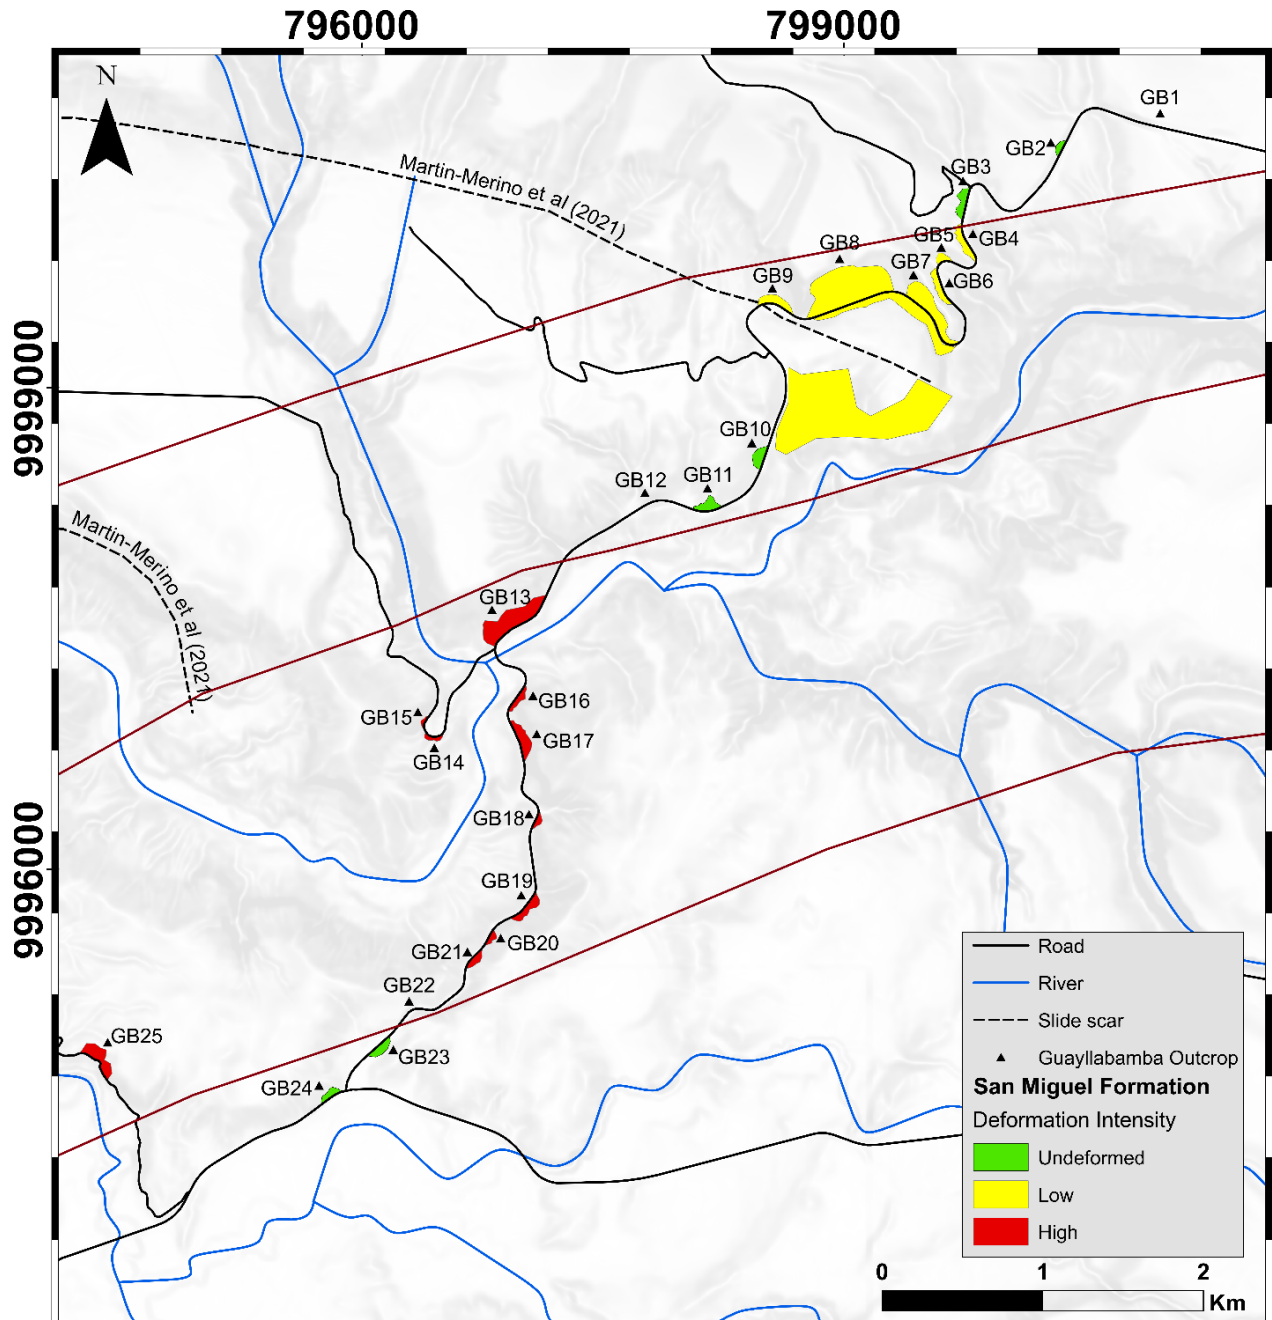 796000
799000
N
GB1
GB2
Martin-Merino et al (2021)
GB3
GB4
GB5
GB8
GB7
GB6
GB9
9999000
GB10
GB11
GB12
Martin-Merino et al (2021)
GB13
GB16
GB15
GB17
GB14
GB18
9996000
GB19
GB20
GB21
GB22
GB25
GB23
GB24
Road
River
Slide scar
Guayllabamba Outcrop
San Miguel Formation
Deformation Intensity
Undeformed
Low
High
0 1 2
Km